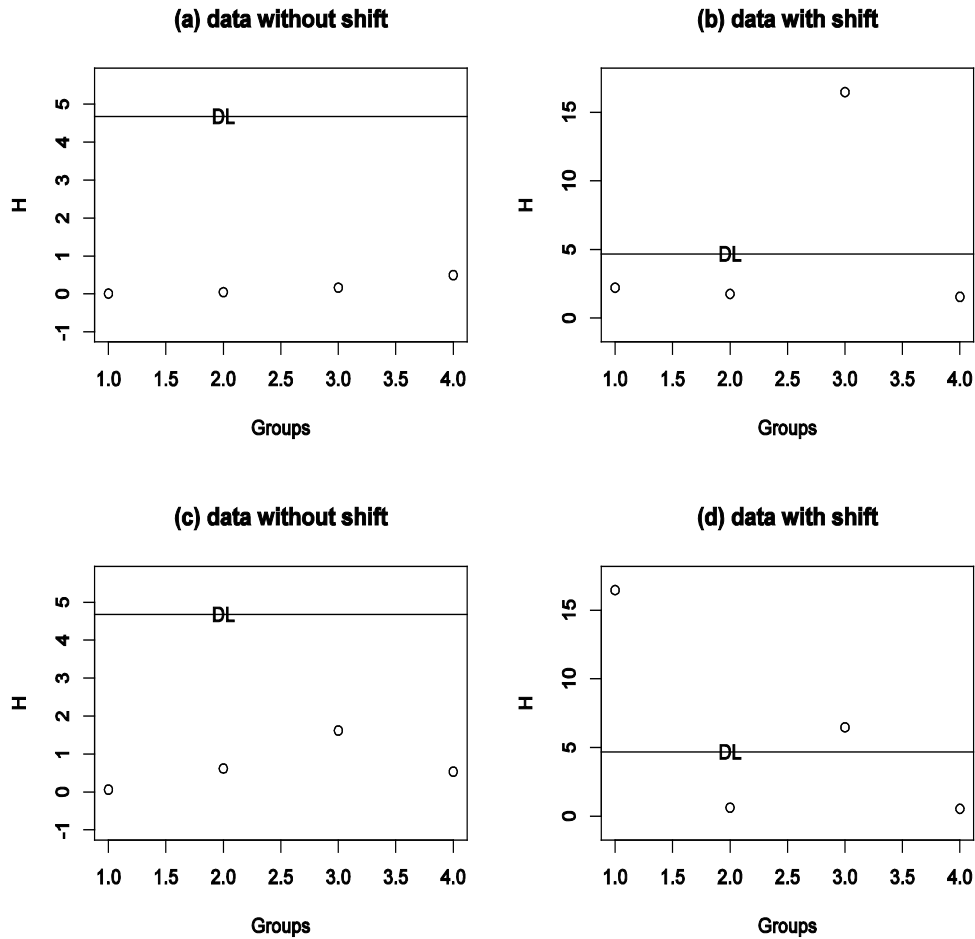 (a) data without shift
H
5
4
3
2
1
0
-1
DL
1.0 1.5 2.0 2.5 3.0 3.5 4.0
Groups
(b) data with shift
H
15
10
5
0
DL
1.0 1.5 2.0 2.5 3.0 3.5 4.0
Groups
(c) data without shift
H
5
4
3
2
1
0
-1
DL
1.0 1.5 2.0 2.5 3.0 3.5 4.0
Groups
(d) data with shift
H
15
10
5
0
DL
1.0 1.5 2.0 2.5 3.0 3.5 4.0
Groups